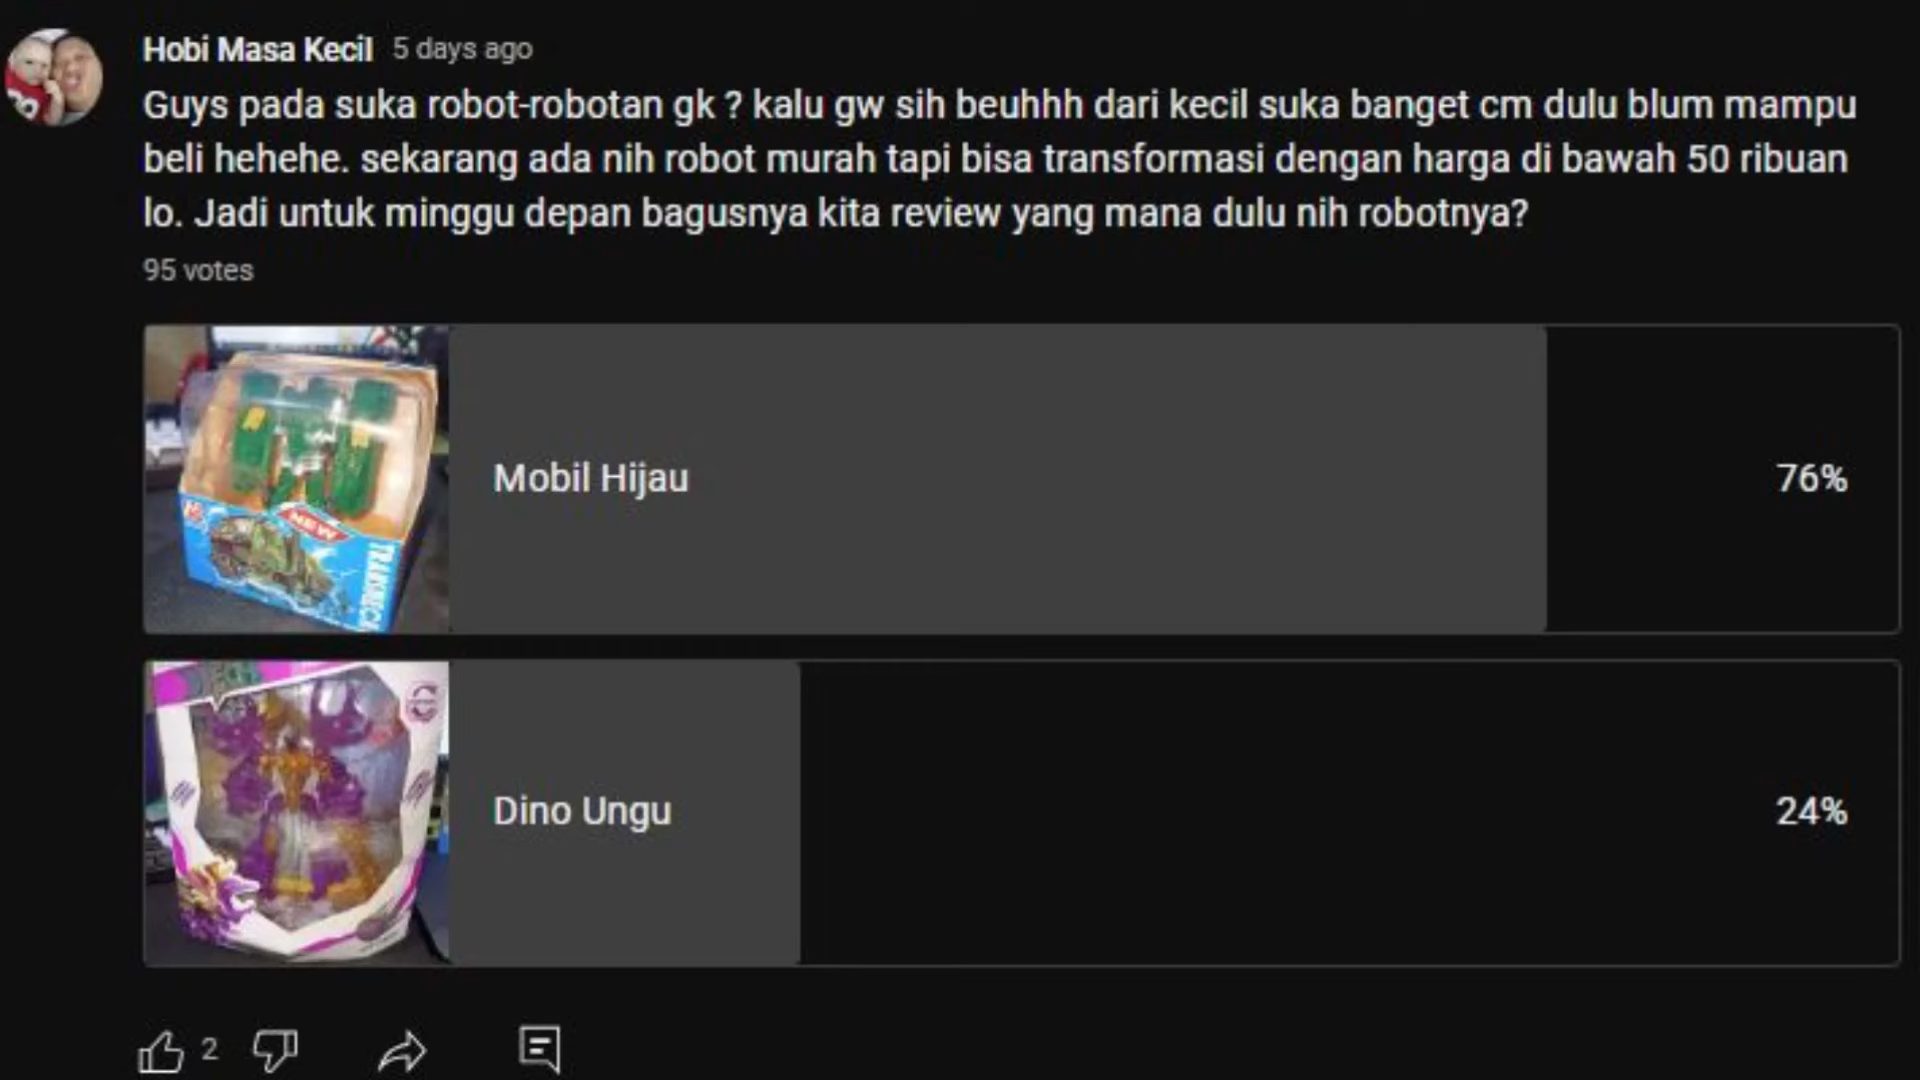 Hobi Masa Kecil 5 days ago
Guys pada suka robot-robotan gk ? kalu gw sih beuhhh dari kecil suka banget cm dulu blum mampu
beli hehehe. sekarang ada nih robot murah tapi bisa transformasi dengan harga di bawah 50 ribuan
lo. Jadi untuk minggu depan bagusnya kita review yang mana dulu nih robotnya?
95 votes
NEW
Mobil Hijau
76%
Dino Ungu
24%
2